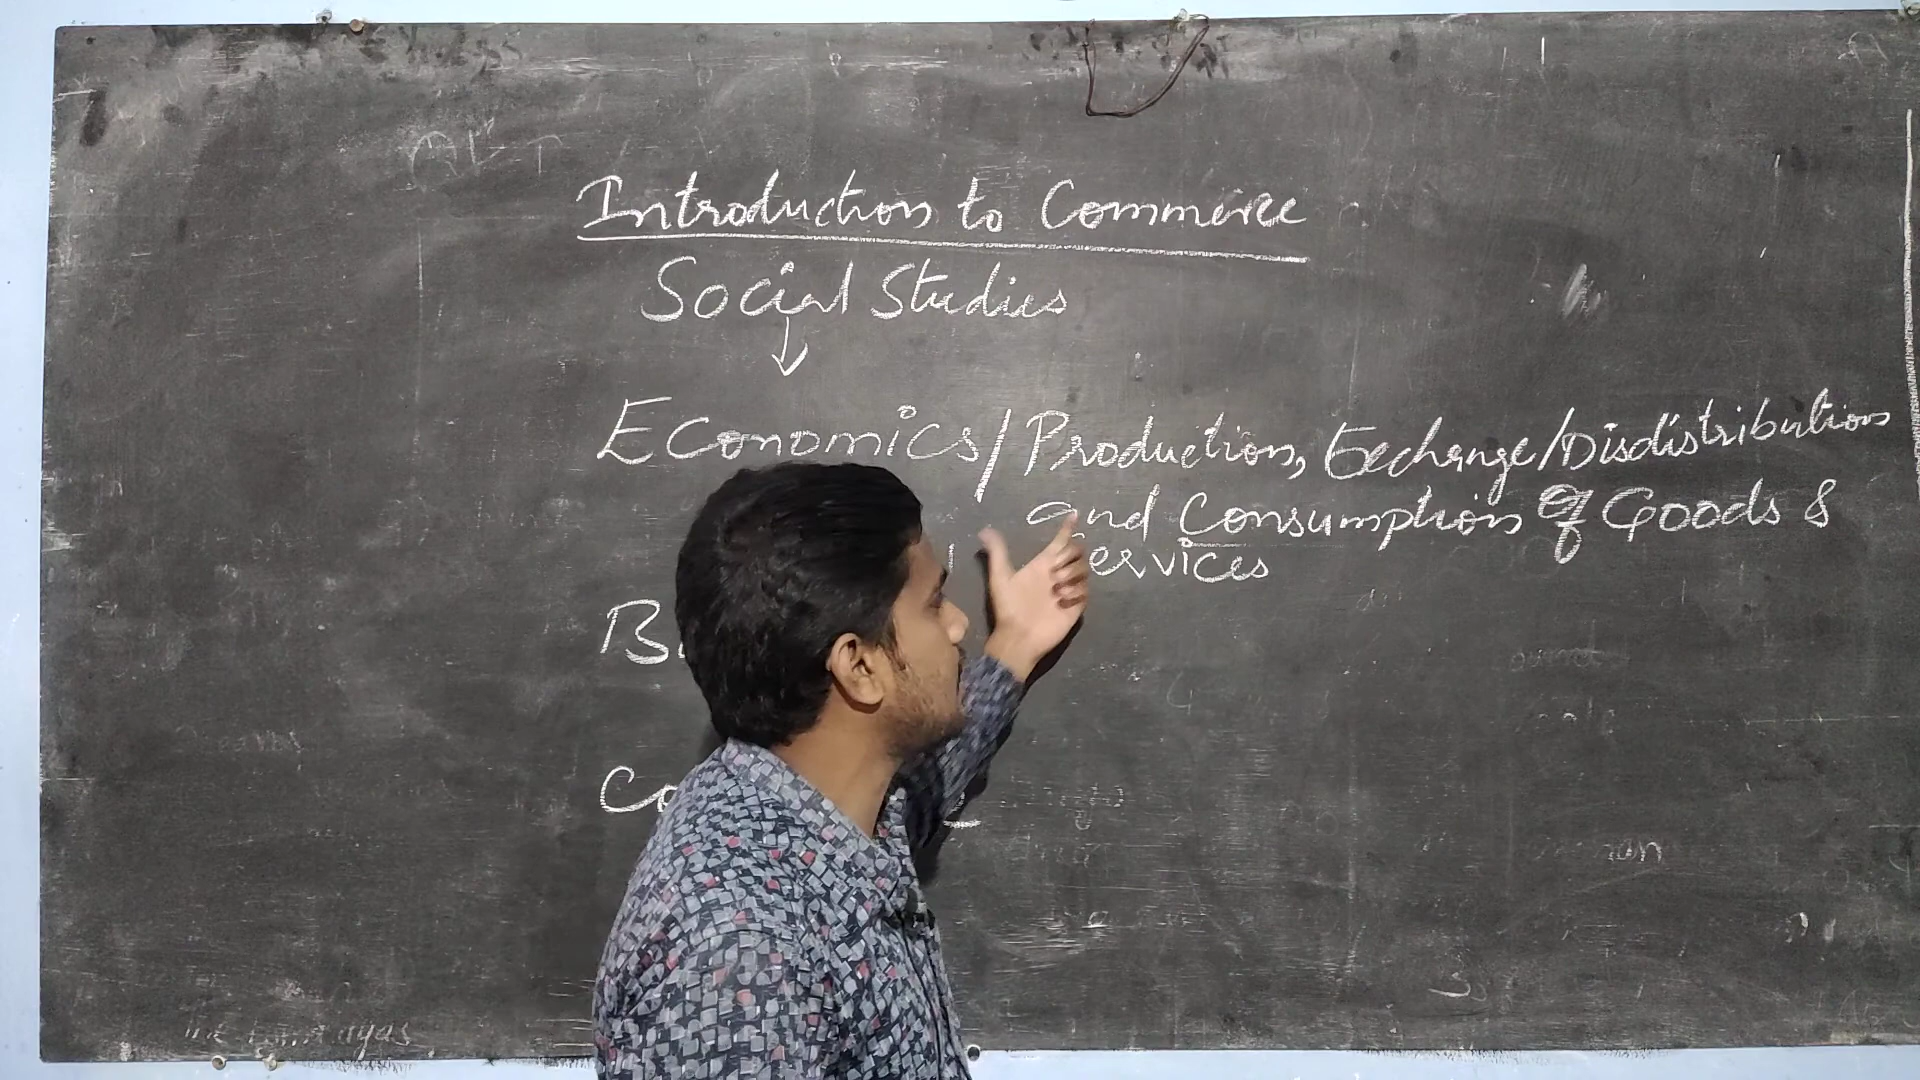 Introduction to Commerce
Social Studies
Economics / Production, Exchange/Disdistribution
and Consumption of Goods &
Services